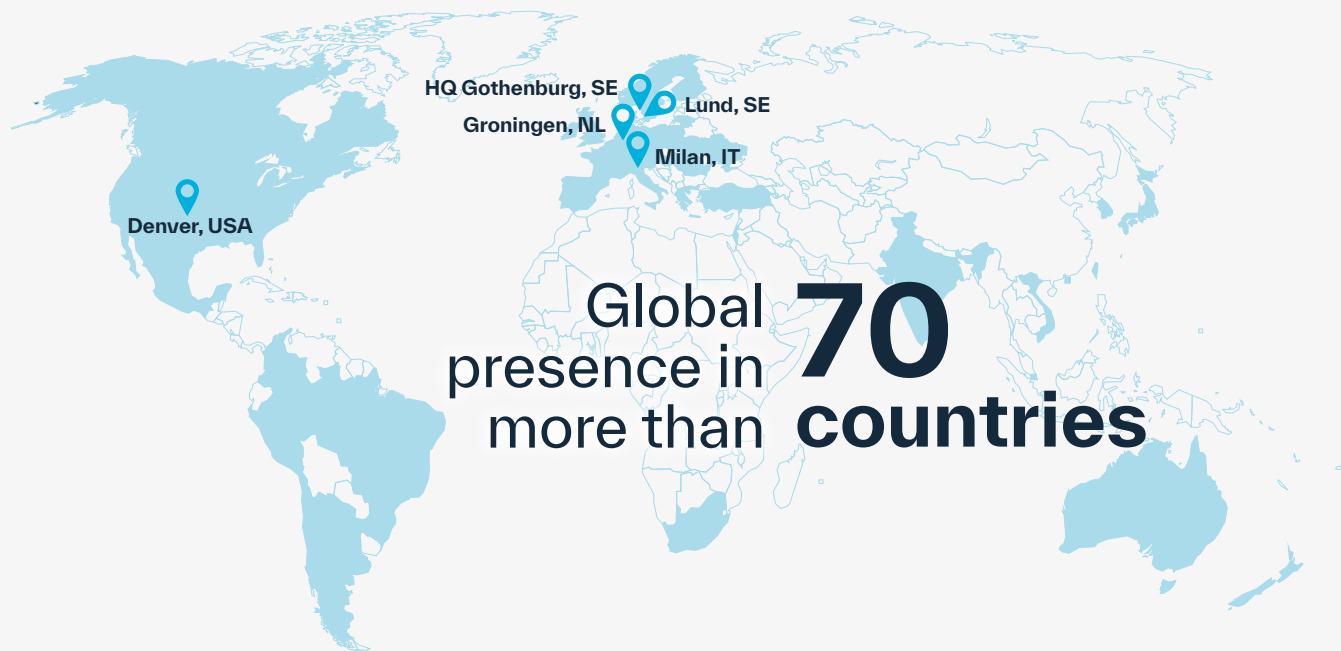 HQ Gothenburg, SE
Lund, SE
Groningen, NL
Milan, IT
Denver, USA
Global
presence in
more than
70
countries